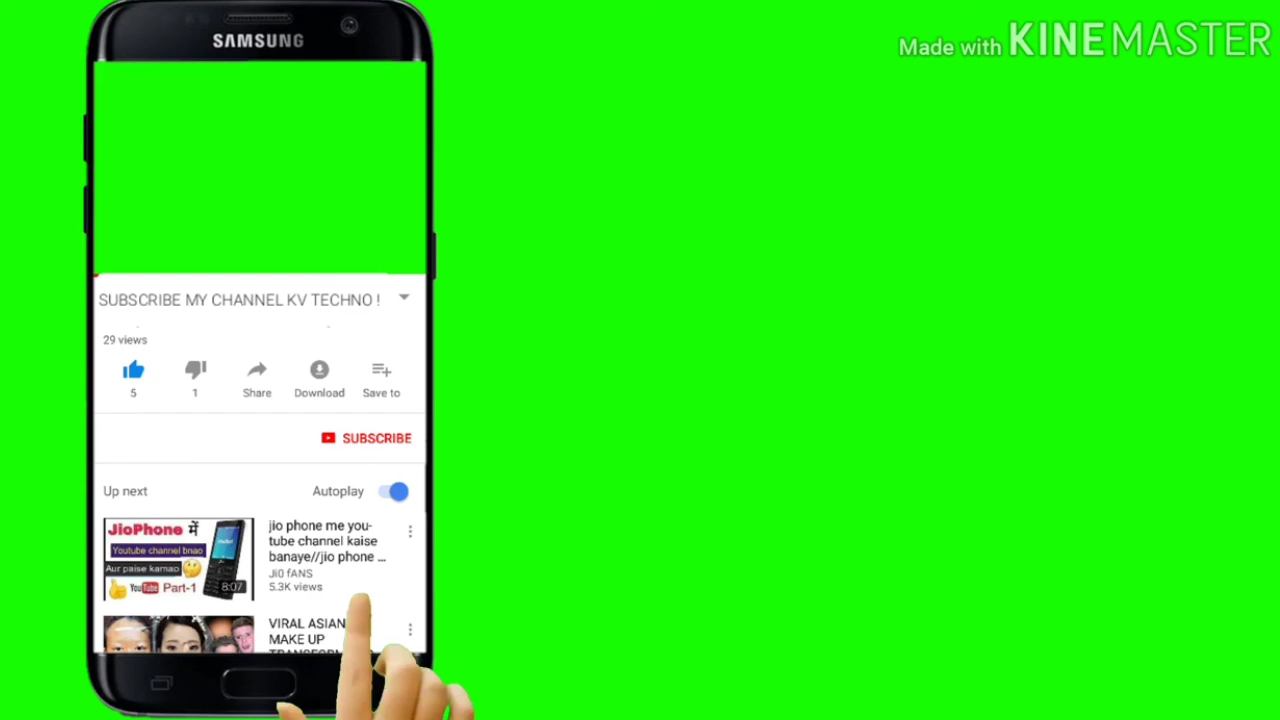 SAMSUNG
Made with KINEMASTER
SUBSCRIBE MY CHANNEL KV TECHNO !
29 views
5
1
Share
Download
Save to
SUBSCRIBE
Up next
Autoplay
JioPhone में
Youtube channel bnao
Aur paise kamao
YouTube Part-1
8:07
jio phone me you-
tube channel kaise
banaye//jio phone ...
Ji0 fANS
5.3K views
VIRAL ASIAN
MAKE UP